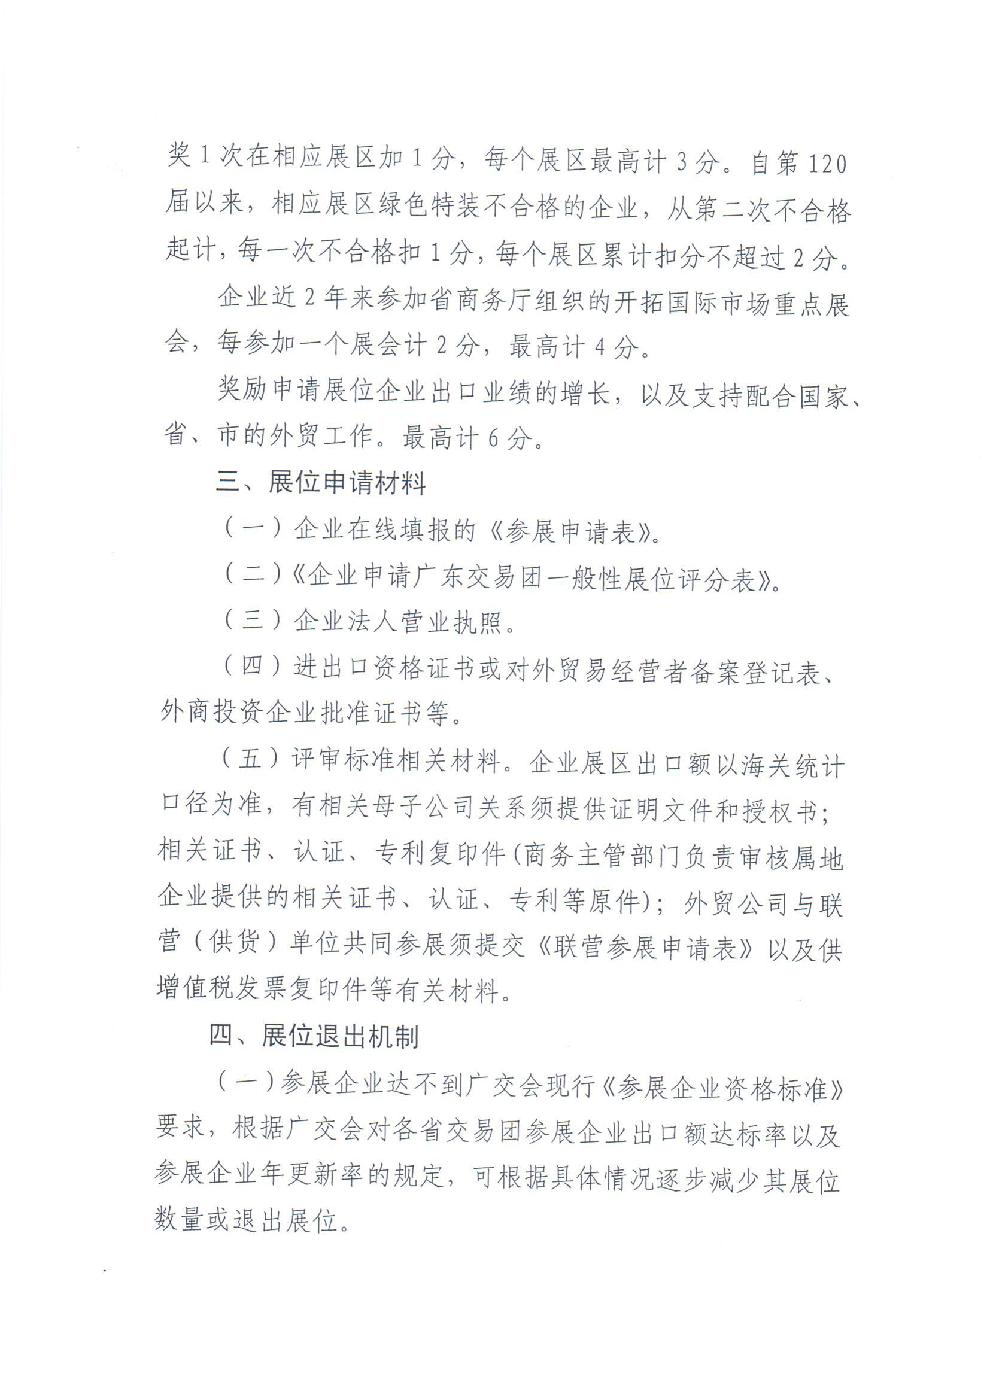 奖1次在相应展区加1分，每个展区最高计3分。自第120
届以来，相应展区绿色特装不合格的企业，从第二次不合格
起计，每一次不合格扣1分，每个展区累计扣分不超过2分。
企业近2年来参加省商务厅组织的开拓国际市场重点展
会，每参加一个展会计2分，最高计4分。
奖励申请展位企业出口业绩的增长，以及支持配合国家、
省、市的外贸工作。最高计6分。
三、展位申请材料
（一）企业在线填报的《参展申请表》。
（二）《企业申请广东交易团一般性展位评分表》。
（三）企业法人营业执照。
（四）进出口资格证书或对外贸易经营者备案登记表、
外商投资企业批准证书等。
（五）评审标准相关材料。企业展区出口额以海关统计
口径为准，有相关母子公司关系须提供证明文件和授权书；
相关证书、认证、专利复印件(商务主管部门负责审核属地
企业提供的相关证书、认证、专利等原件)；外贸公司与联
营（供货）单位共同参展须提交《联营参展申请表》以及供
增值税发票复印件等有关材料。
四、展位退出机制
（一）参展企业达不到广交会现行《参展企业资格标准》
要求，根据广交会对各省交易团参展企业出口额达标率以及
参展企业年更新率的规定，可根据具体情况逐步减少其展位
数量或退出展位。